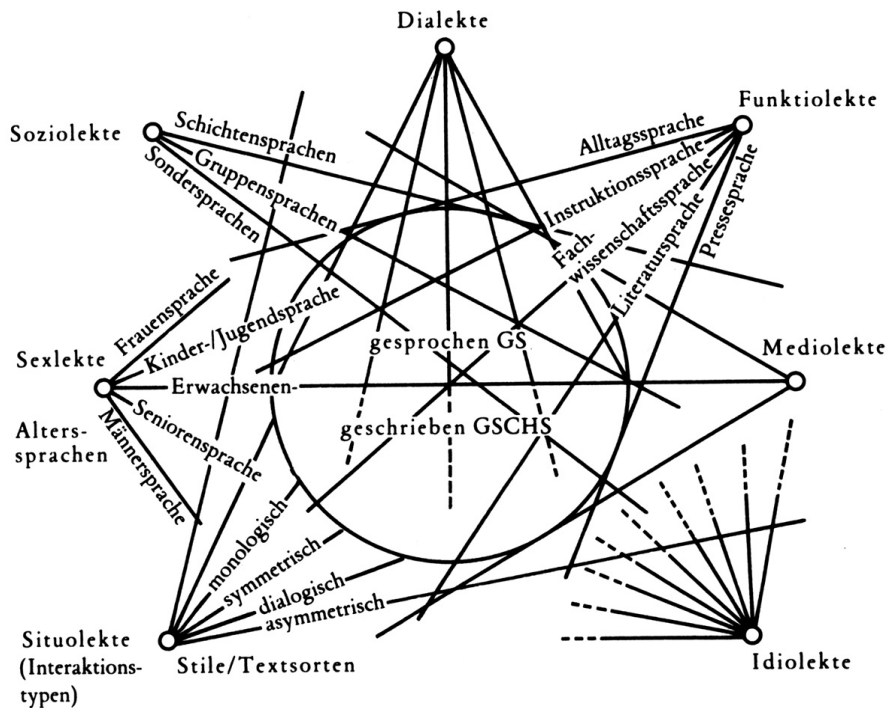 Dialekte
Funktiolekte
Soziolekte
Schichtensprachen
Gruppensprachen
Sondersprachen
Alltagssprache
Instruktionssprache
Fach-
wissenschaftssprache
Literatursprache
Pressesprache
Frauensprache
Kinder-/Jugendsprache
gesprochen GS
Sexlekte
Erwachsenen-
Mediolekte
Alters-
sprachen
Seniorensprache
Männersprache
geschrieben GSCHS
monologisch
symmetrisch
dialogisch
asymmetrisch
Situolekte
(Interaktions-
typen)
Stile/Textsorten
Idiolekte